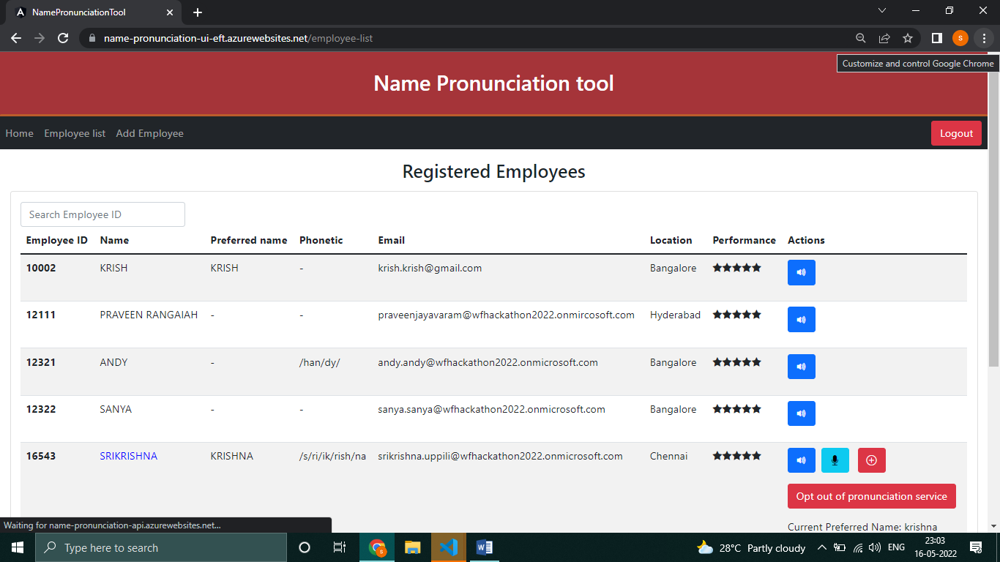 NamePronunciationTool
name-pronunciation-ui-eft.azurewebsites.net/employee-list
S
Customize and control Google Chrome
Name Pronunciation tool
Home Employee list Add Employee Logout
Registered Employees
Search Employee ID
Employee ID Name Preferred name Phonetic Email Location Performance Actions
10002 KRISH KRISH - krish.krish@gmail.com Bangalore
12111 PRAVEEN RANGAIAH - - praveenjayavaram@wfhackathon2022.onmircosoft.com Hyderabad
12321 ANDY - /han/dy/ andy.andy@wfhackathon2022.onmicrosoft.com Bangalore
12322 SANYA - - sanya.sanya@wfhackathon2022.onmicrosoft.com Bangalore
16543 SRIKRISHNA KRISHNA /s/ri/ik/rish/na srikrishna.uppili@wfhackathon2022.onmicrosoft.com Chennai
Opt out of pronunciation service
Current Preferred Name: krishna
Waiting for name-pronunciation-api.azurewebsites.net...
Type here to search
28°C Partly cloudy
ENG
23:03
16-05-2022